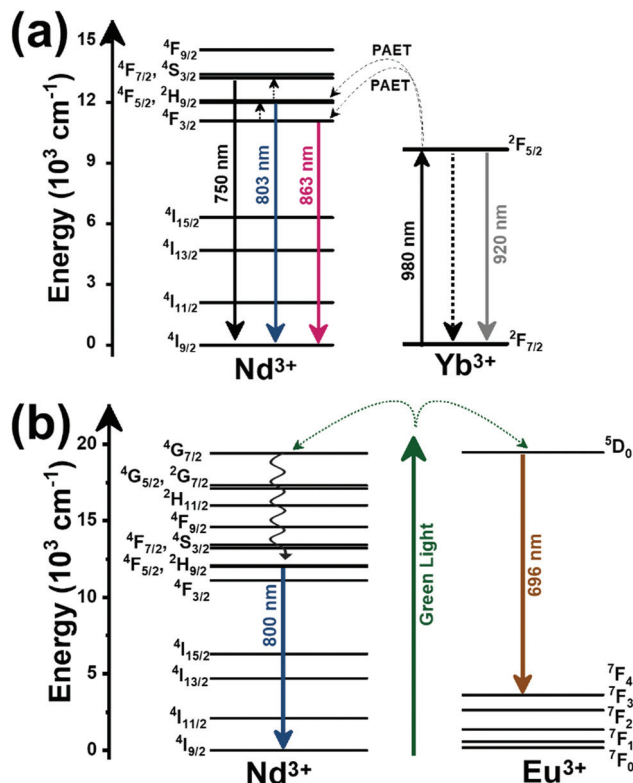 (a)
15
12
9
6
3
0
Energy (10³ cm⁻¹)
⁴F₉/₂
⁴F₇/₂, ⁴S₃/₂
⁴F₅/₂, ²H₉/₂
⁴F₃/₂
⁴I₁₅/₂
⁴I₁₃/₂
⁴I₁₁/₂
⁴I₉/₂
750 nm
803 nm
863 nm
Nd³⁺
PAET
PAET
²F₅/₂
980 nm
920 nm
²F₇/₂
Yb³⁺
(b)
20
15
10
5
0
Energy (10³ cm⁻¹)
⁴G₇/₂
⁴G₅/₂, ²G₇/₂
²H₁₁/₂
⁴F₉/₂
⁴F₇/₂, ⁴S₃/₂
⁴F₅/₂, ²H₉/₂
⁴F₃/₂
⁴I₁₅/₂
⁴I₁₃/₂
⁴I₁₁/₂
⁴I₉/₂
800 nm
Nd³⁺
Green Light
⁵D₀
696 nm
⁷F₄
⁷F₃
⁷F₂
⁷F₁
⁷F₀
Eu³⁺